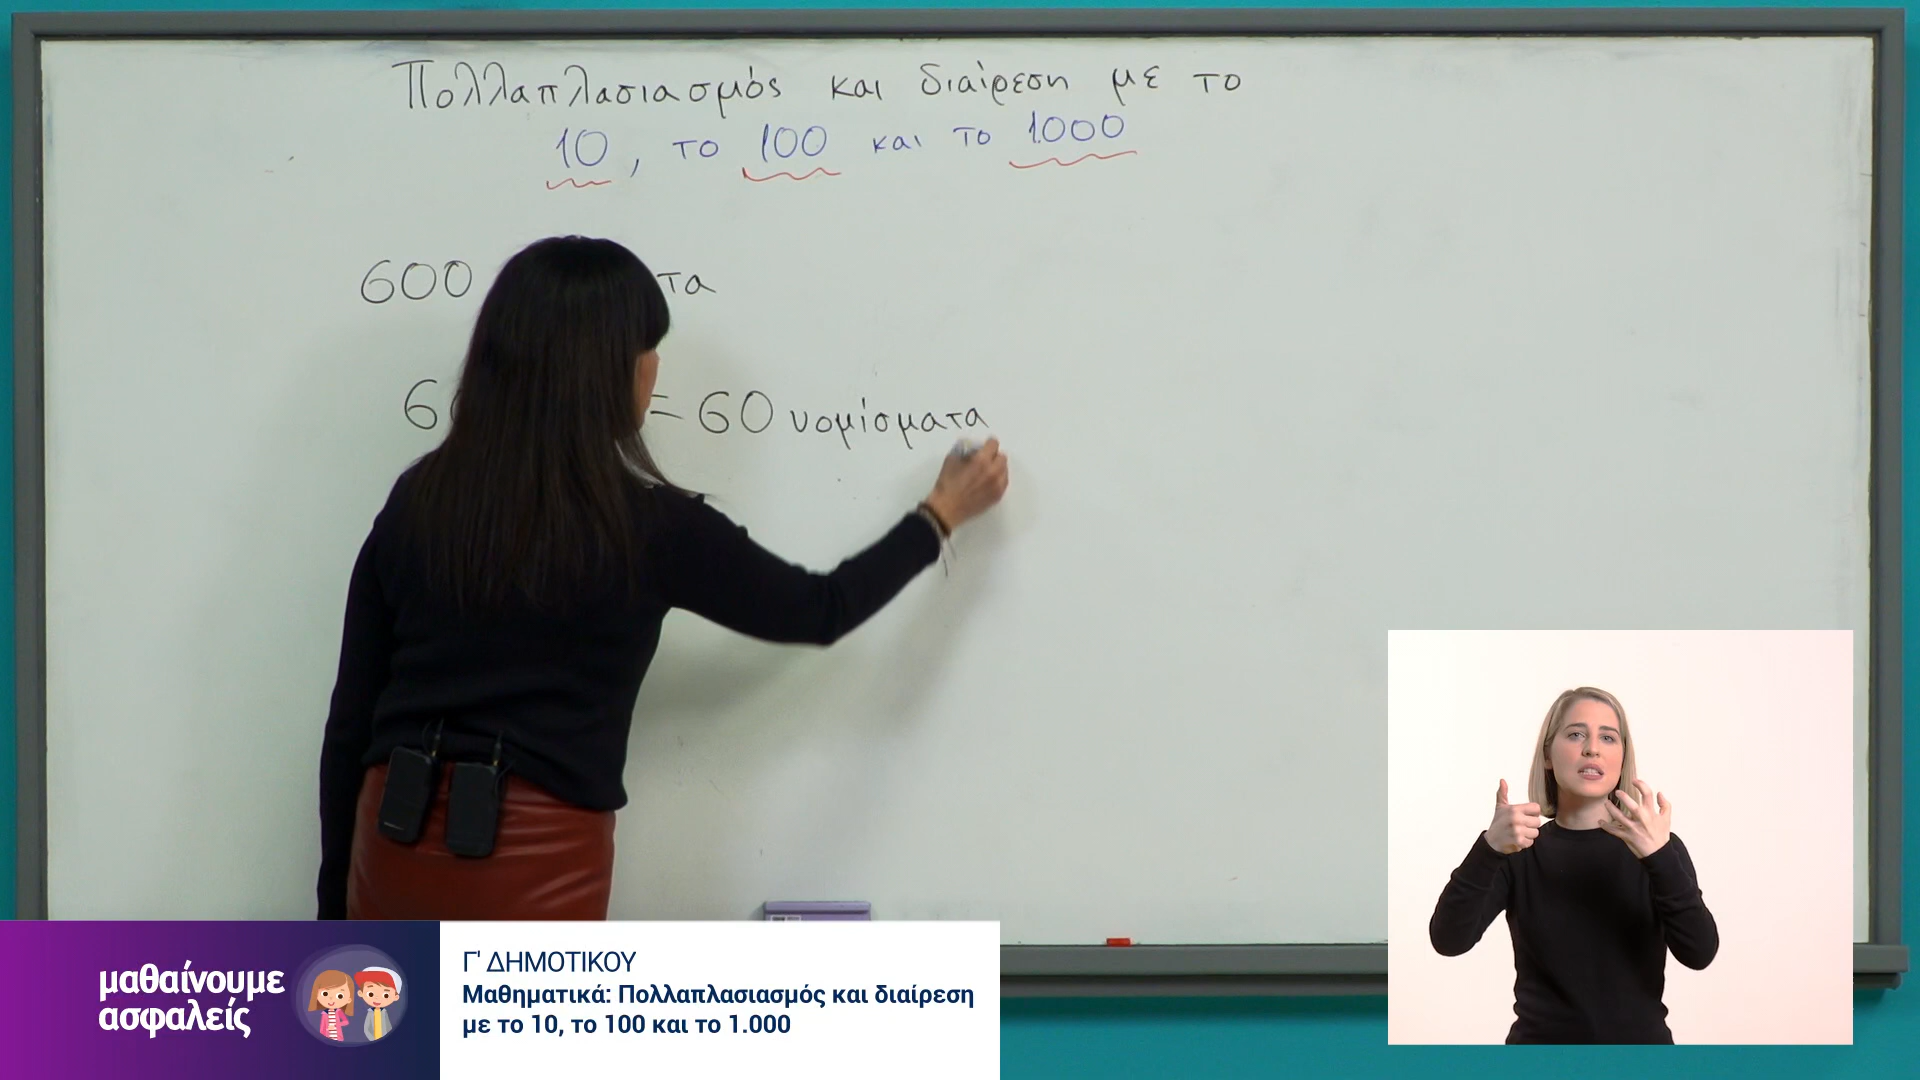 Πολλαπλασιασμός και διαίρεση με το
10, το 100 και το 1.000
600 τα
6 = 60 νομίσματα
μαθαίνουμε
ασφαλείς
Γ' ΔΗΜΟΤΙΚΟΥ
Μαθηματικά: Πολλαπλασιασμός και διαίρεση
με το 10, το 100 και το 1.000